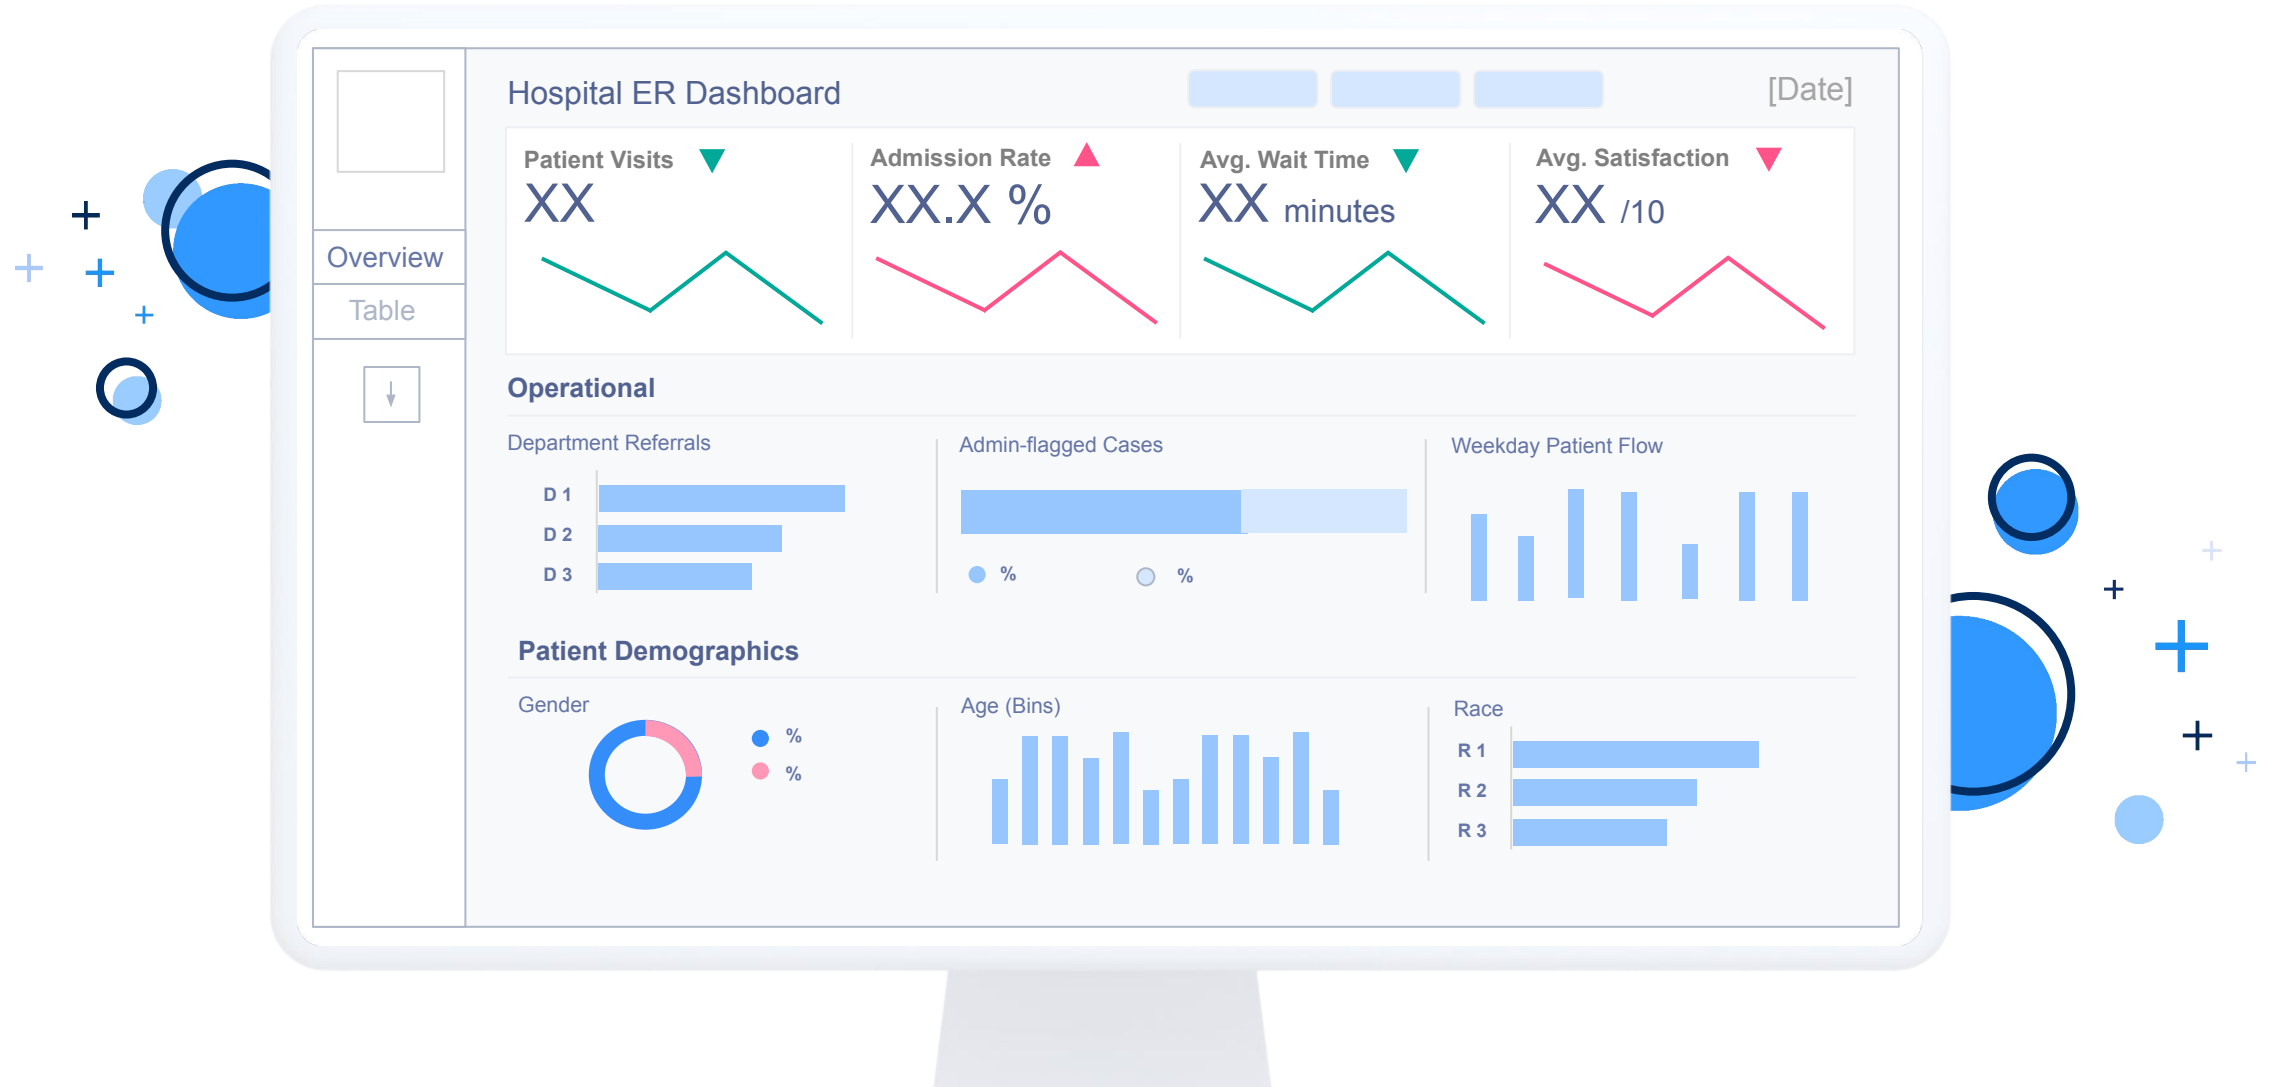 Hospital ER Dashboard
[Date]
Overview
Table
Patient Visits
XX
Admission Rate
XX.X %
Avg. Wait Time
XX minutes
Avg. Satisfaction
XX /10
Operational
Department Referrals
D 1
D 2
D 3
Admin-flagged Cases
%
%
Weekday Patient Flow
Patient Demographics
Gender
%
%
Age (Bins)
Race
R 1
R 2
R 3